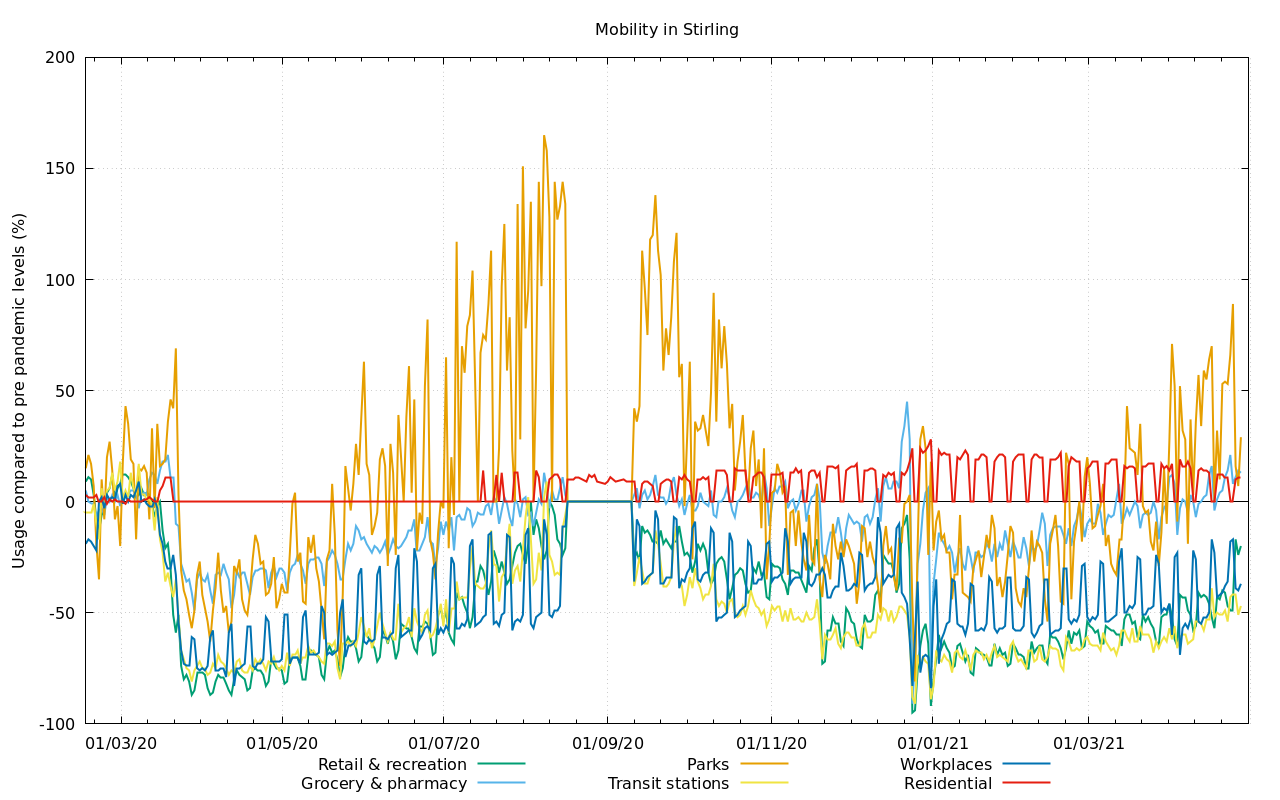 Mobility in Stirling
Usage compared to pre pandemic levels (%)
200
150
100
50
0
-50
-100
01/03/20 01/05/20 01/07/20 01/09/20 01/11/20 01/01/21 01/03/21
Retail & recreation Parks Workplaces
Grocery & pharmacy Transit stations Residential